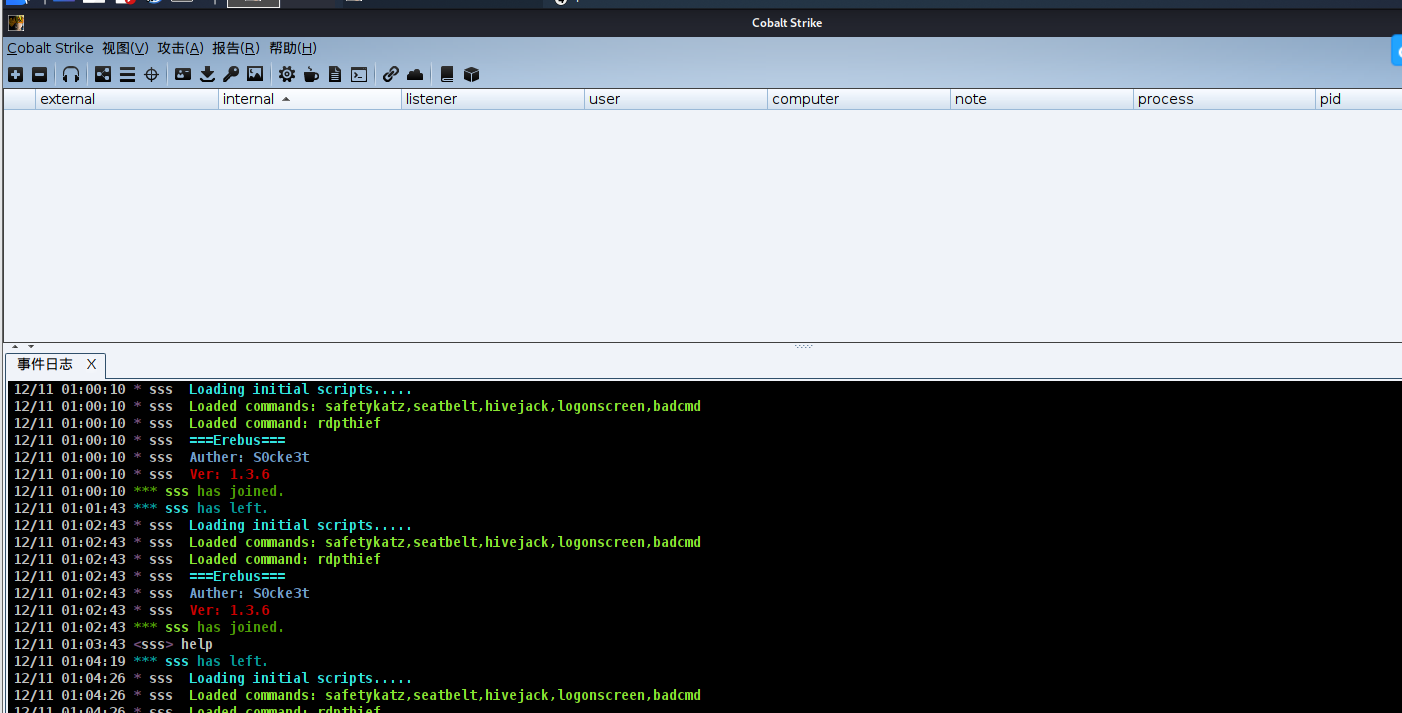 Cobalt Strike
Cobalt Strike 视图(V) 攻击(A) 报告(R) 帮助(H)
external internal listener user computer note process pid
事件日志 X
12/11 01:00:10 * sss Loading initial scripts.....
12/11 01:00:10 * sss Loaded commands: safetykatz,seatbelt,hivejack,logonscreen,badcmd
12/11 01:00:10 * sss Loaded command: rdpthief
12/11 01:00:10 * sss ===Erebus===
12/11 01:00:10 * sss Auther: S0cke3t
12/11 01:00:10 * sss Ver: 1.3.6
12/11 01:00:10 *** sss has joined.
12/11 01:01:43 *** sss has left.
12/11 01:02:43 * sss Loading initial scripts.....
12/11 01:02:43 * sss Loaded commands: safetykatz,seatbelt,hivejack,logonscreen,badcmd
12/11 01:02:43 * sss Loaded command: rdpthief
12/11 01:02:43 * sss ===Erebus===
12/11 01:02:43 * sss Auther: S0cke3t
12/11 01:02:43 * sss Ver: 1.3.6
12/11 01:02:43 *** sss has joined.
12/11 01:03:43 <sss> help
12/11 01:04:19 *** sss has left.
12/11 01:04:26 * sss Loading initial scripts.....
12/11 01:04:26 * sss Loaded commands: safetykatz,seatbelt,hivejack,logonscreen,badcmd
12/11 01:04:26 * sss Loaded command: rdpthief